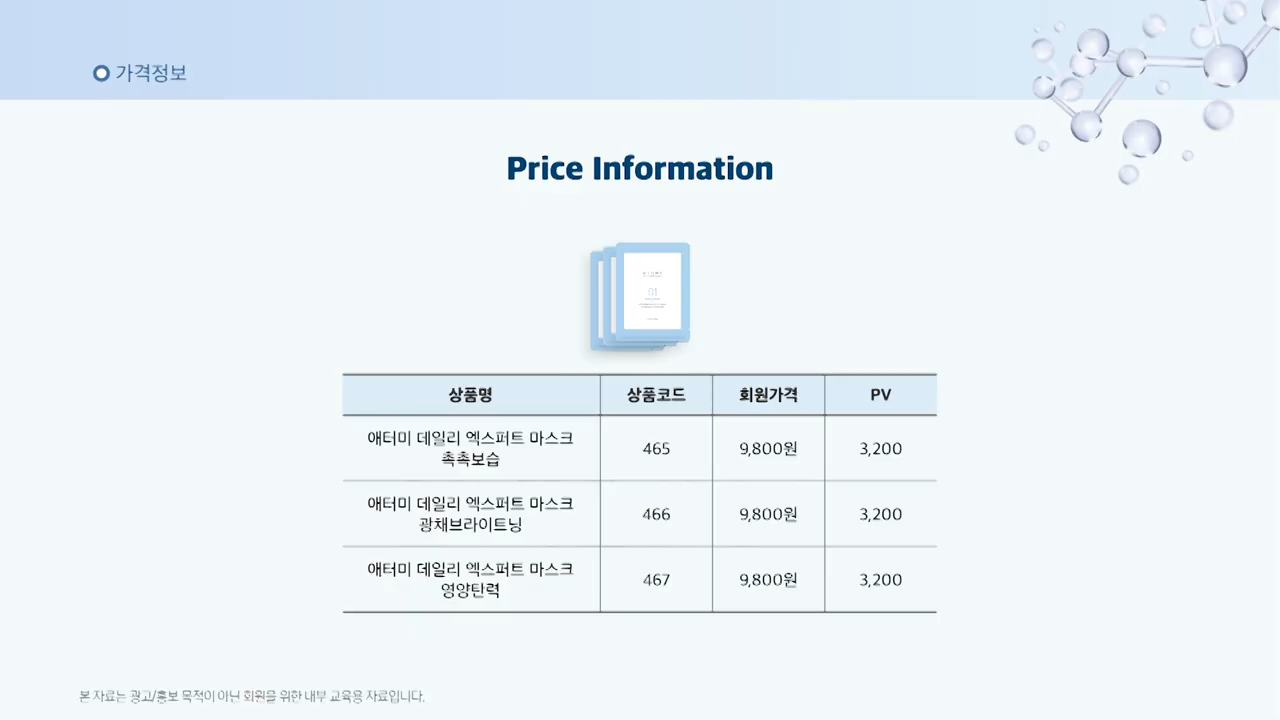 가격정보
Price Information
01
상품명 상품코드 회원가격 PV
애터미 데일리 엑스퍼트 마스크
촉촉보습
465 9,800원 3,200
애터미 데일리 엑스퍼트 마스크
광채브라이트닝
466 9,800원 3,200
애터미 데일리 엑스퍼트 마스크
영양탄력
467 9,800원 3,200
본 자료는 광고/홍보 목적이 아닌 회원을 위한 내부 교육용 자료입니다.